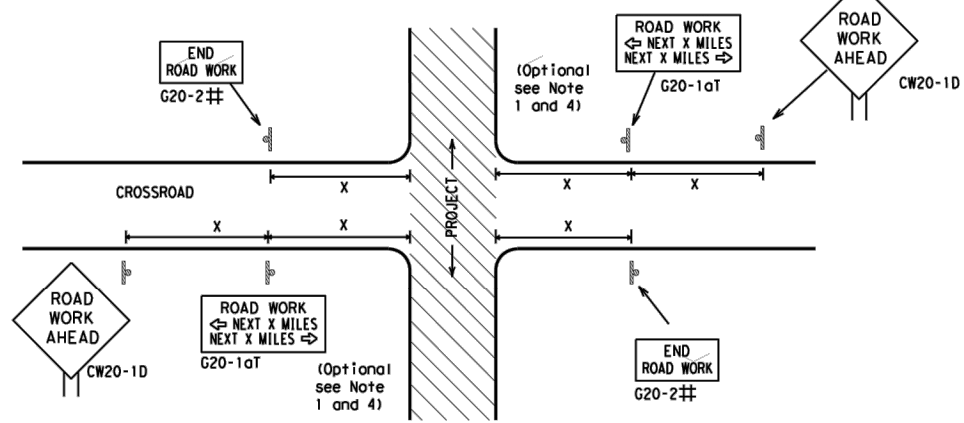 END
ROAD WORK
G20-2#
(Optional
see Note
1 and 4)
ROAD WORK
⇦ NEXT X MILES
NEXT X MILES ⇨
G20-1aT
ROAD
WORK
AHEAD
CW20-1D
X
X
X
CROSSROAD
PROJECT
X
X
X
ROAD
WORK
AHEAD
CW20-1D
ROAD WORK
⇦ NEXT X MILES
NEXT X MILES ⇨
G20-1aT
(Optional
see Note
1 and 4)
END
ROAD WORK
G20-2#